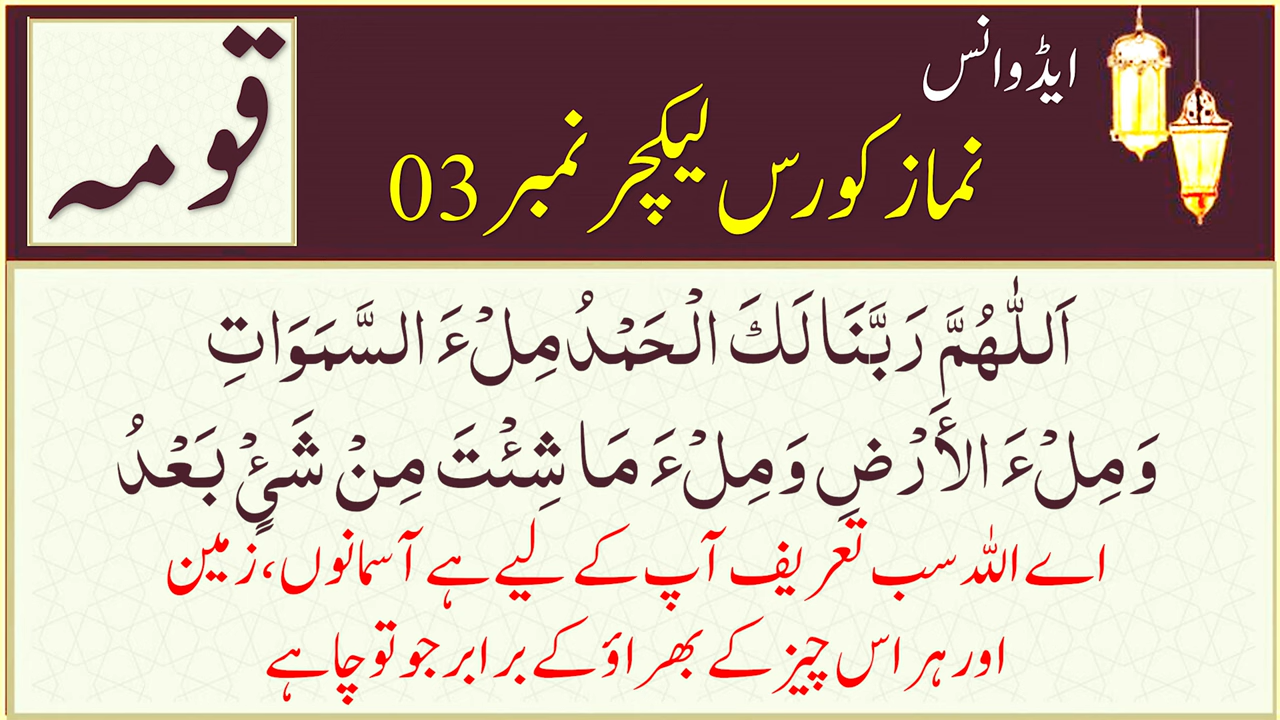 ایڈوانس
نماز کورس لیکچر نمبر 03
قومہ
اَللّٰهُمَّ رَبَّنَا لَكَ الْحَمْدُ مِلْءَ السَّمَوَاتِ
وَمِلْءَ الأَرْضِ وَمِلْءَ مَا شِئْتَ مِنْ شَيْءٍ بَعْدُ
اے اللہ سب تعریف آپ کے لیے ہے آسمانوں، زمین
اور ہر اس چیز کے بھراؤ کے برابر جو تو چاہے